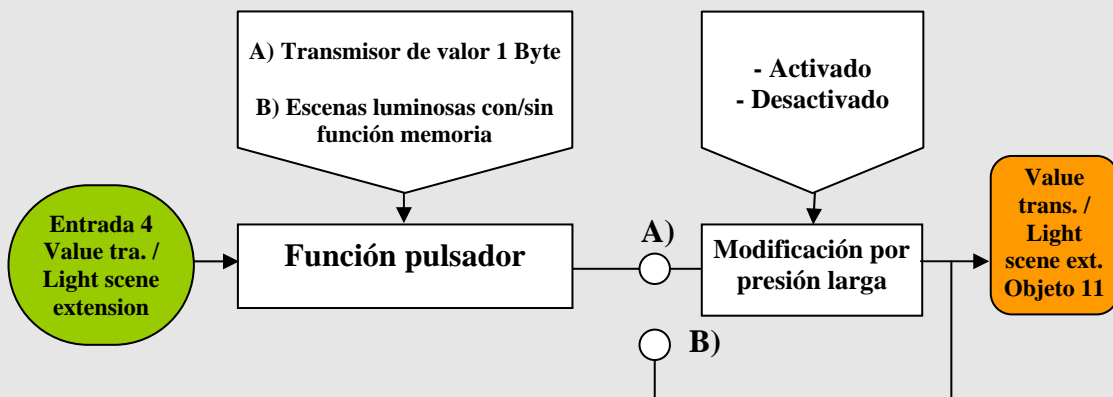 A) Transmisor de valor 1 Byte
B) Escenas luminosas con/sin
función memoria
- Activado
- Desactivado
Entrada 4
Value tra. /
Light scene
extension
Función pulsador
A)
Modificación por
presión larga
Value
trans. /
Light
scene ext.
Objeto 11
B)